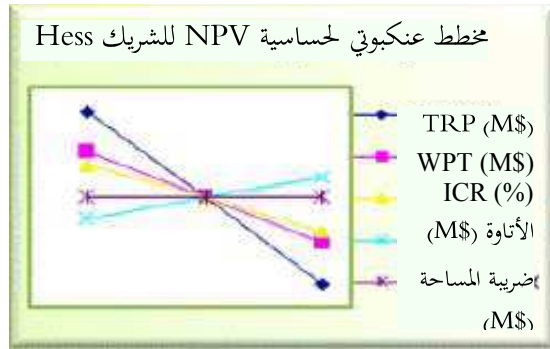 مخطط عنكبوتي لحساسية NPV للشريك Hess
TRP (M$)
WPT (M$)
ICR (%)
الأتاوة (M$)
ضريبة المساحة
(M$)